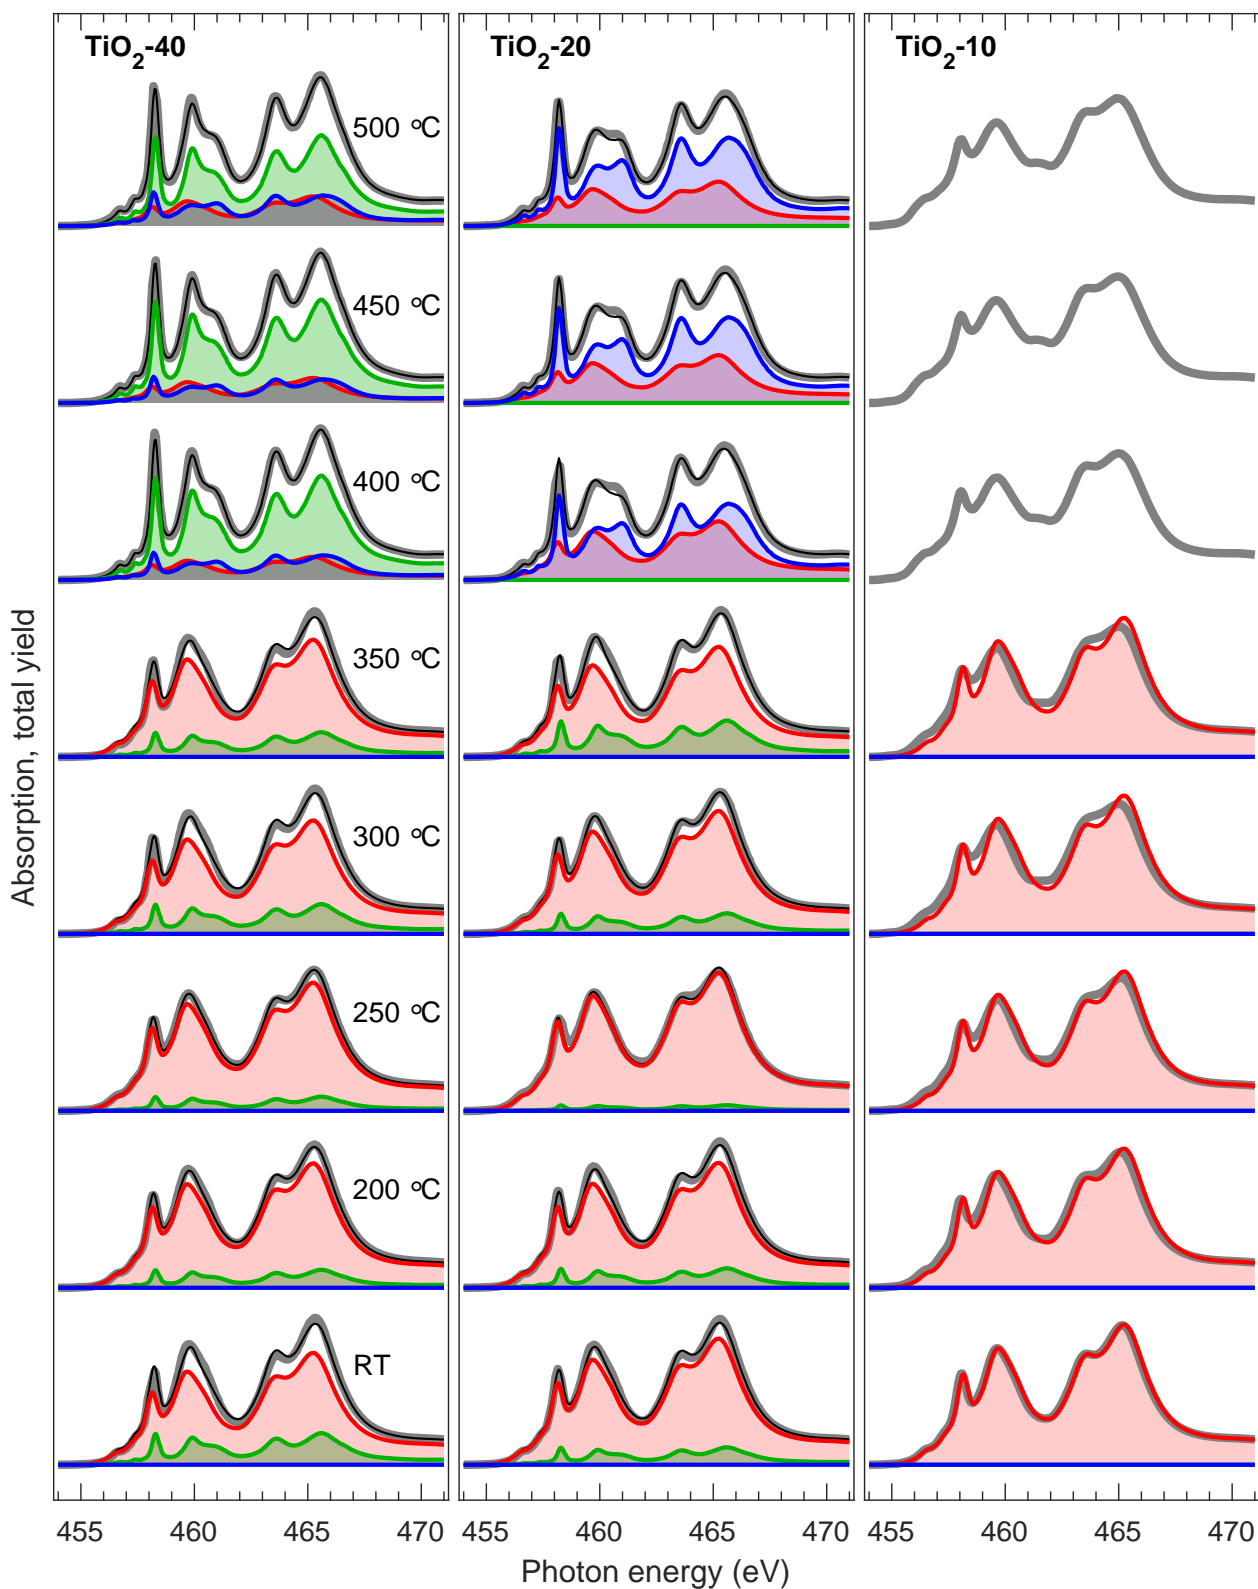 TiO₂-40 TiO₂-20 TiO₂-10
500 °C
450 °C
400 °C
350 °C
300 °C
250 °C
200 °C
RT
Absorption, total yield
455 460 465 470 455 460 465 470 455 460 465 470
Photon energy (eV)